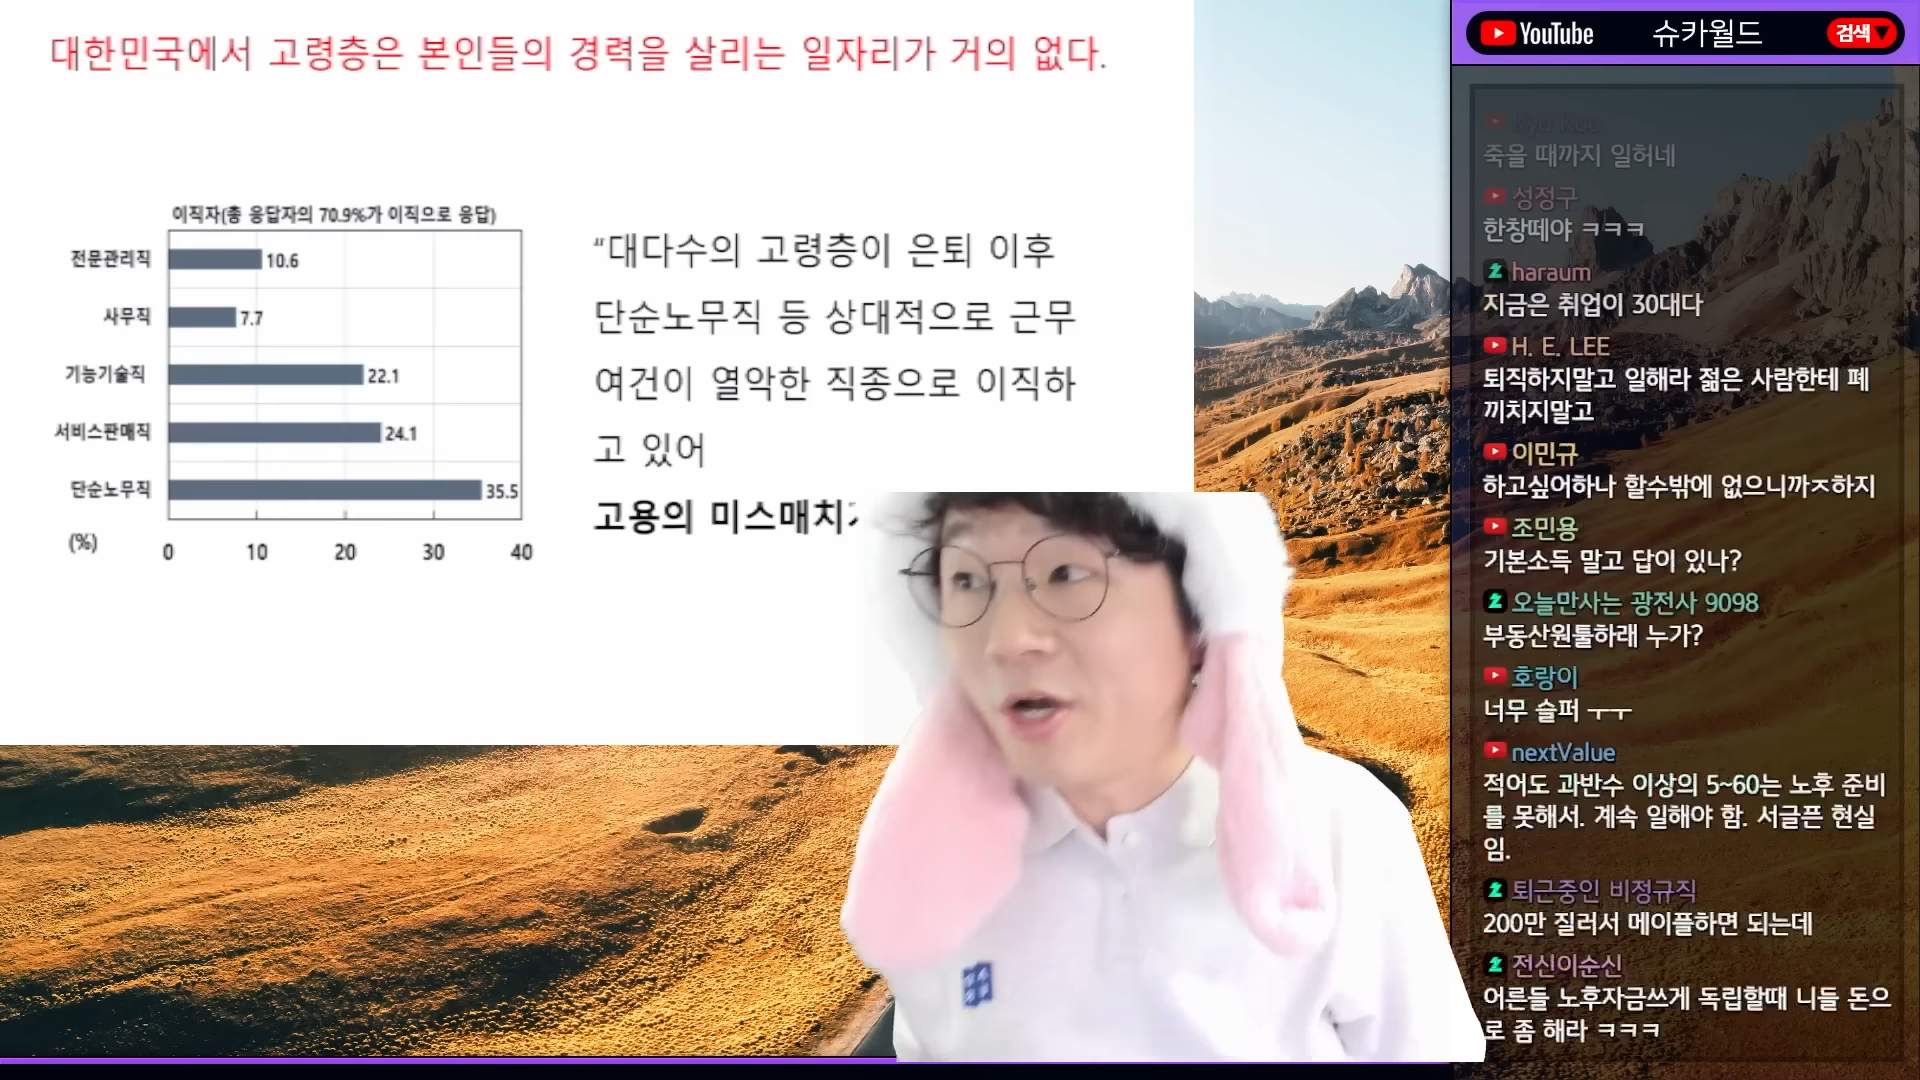 대한민국에서 고령층은 본인들의 경력을 살리는 일자리가 거의 없다.
이직자(총 응답자의 70.9%가 이직으로 응답)
전문관리직 10.6
사무직 7.7
기능기술직 22.1
서비스판매직 24.1
단순노무직 35.5
(%) 0 10 20 30 40
“대다수의 고령층이 은퇴 이후
단순노무직 등 상대적으로 근무
여건이 열악한 직종으로 이직하
고 있어
고용의 미스매치
YouTube 슈카월드 검색
죽을 때까지 일허네
성정구
한창떼야 ㅋㅋㅋ
haraum
지금은 취업이 30대다
H. E. LEE
퇴직하지말고 일해라 젊은 사람한테 폐
끼치지말고
이민규
하고싶어하나 할수밖에 없으니까ㅈ하지
조민용
기본소득 말고 답이 있나?
오늘만사는 광전사 9098
부동산원툴하래 누가?
호랑이
너무 슬퍼 ㅜㅜ
nextValue
적어도 과반수 이상의 5~60는 노후 준비
를 못해서. 계속 일해야 함. 서글픈 현실
임.
퇴근중인 비정규직
200만 질러서 메이플하면 되는데
전신이순신
어른들 노후자금쓰게 독립할때 니들 돈으
로 좀 해라 ㅋㅋㅋ